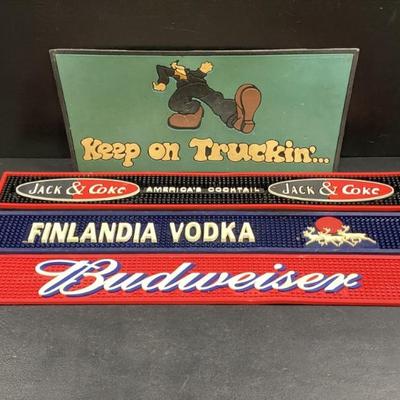 Keep on Truckin'...
JACK & COKE AMERICA'S COCKTAIL JACK & COKE
FINLANDIA VODKA
Budweiser